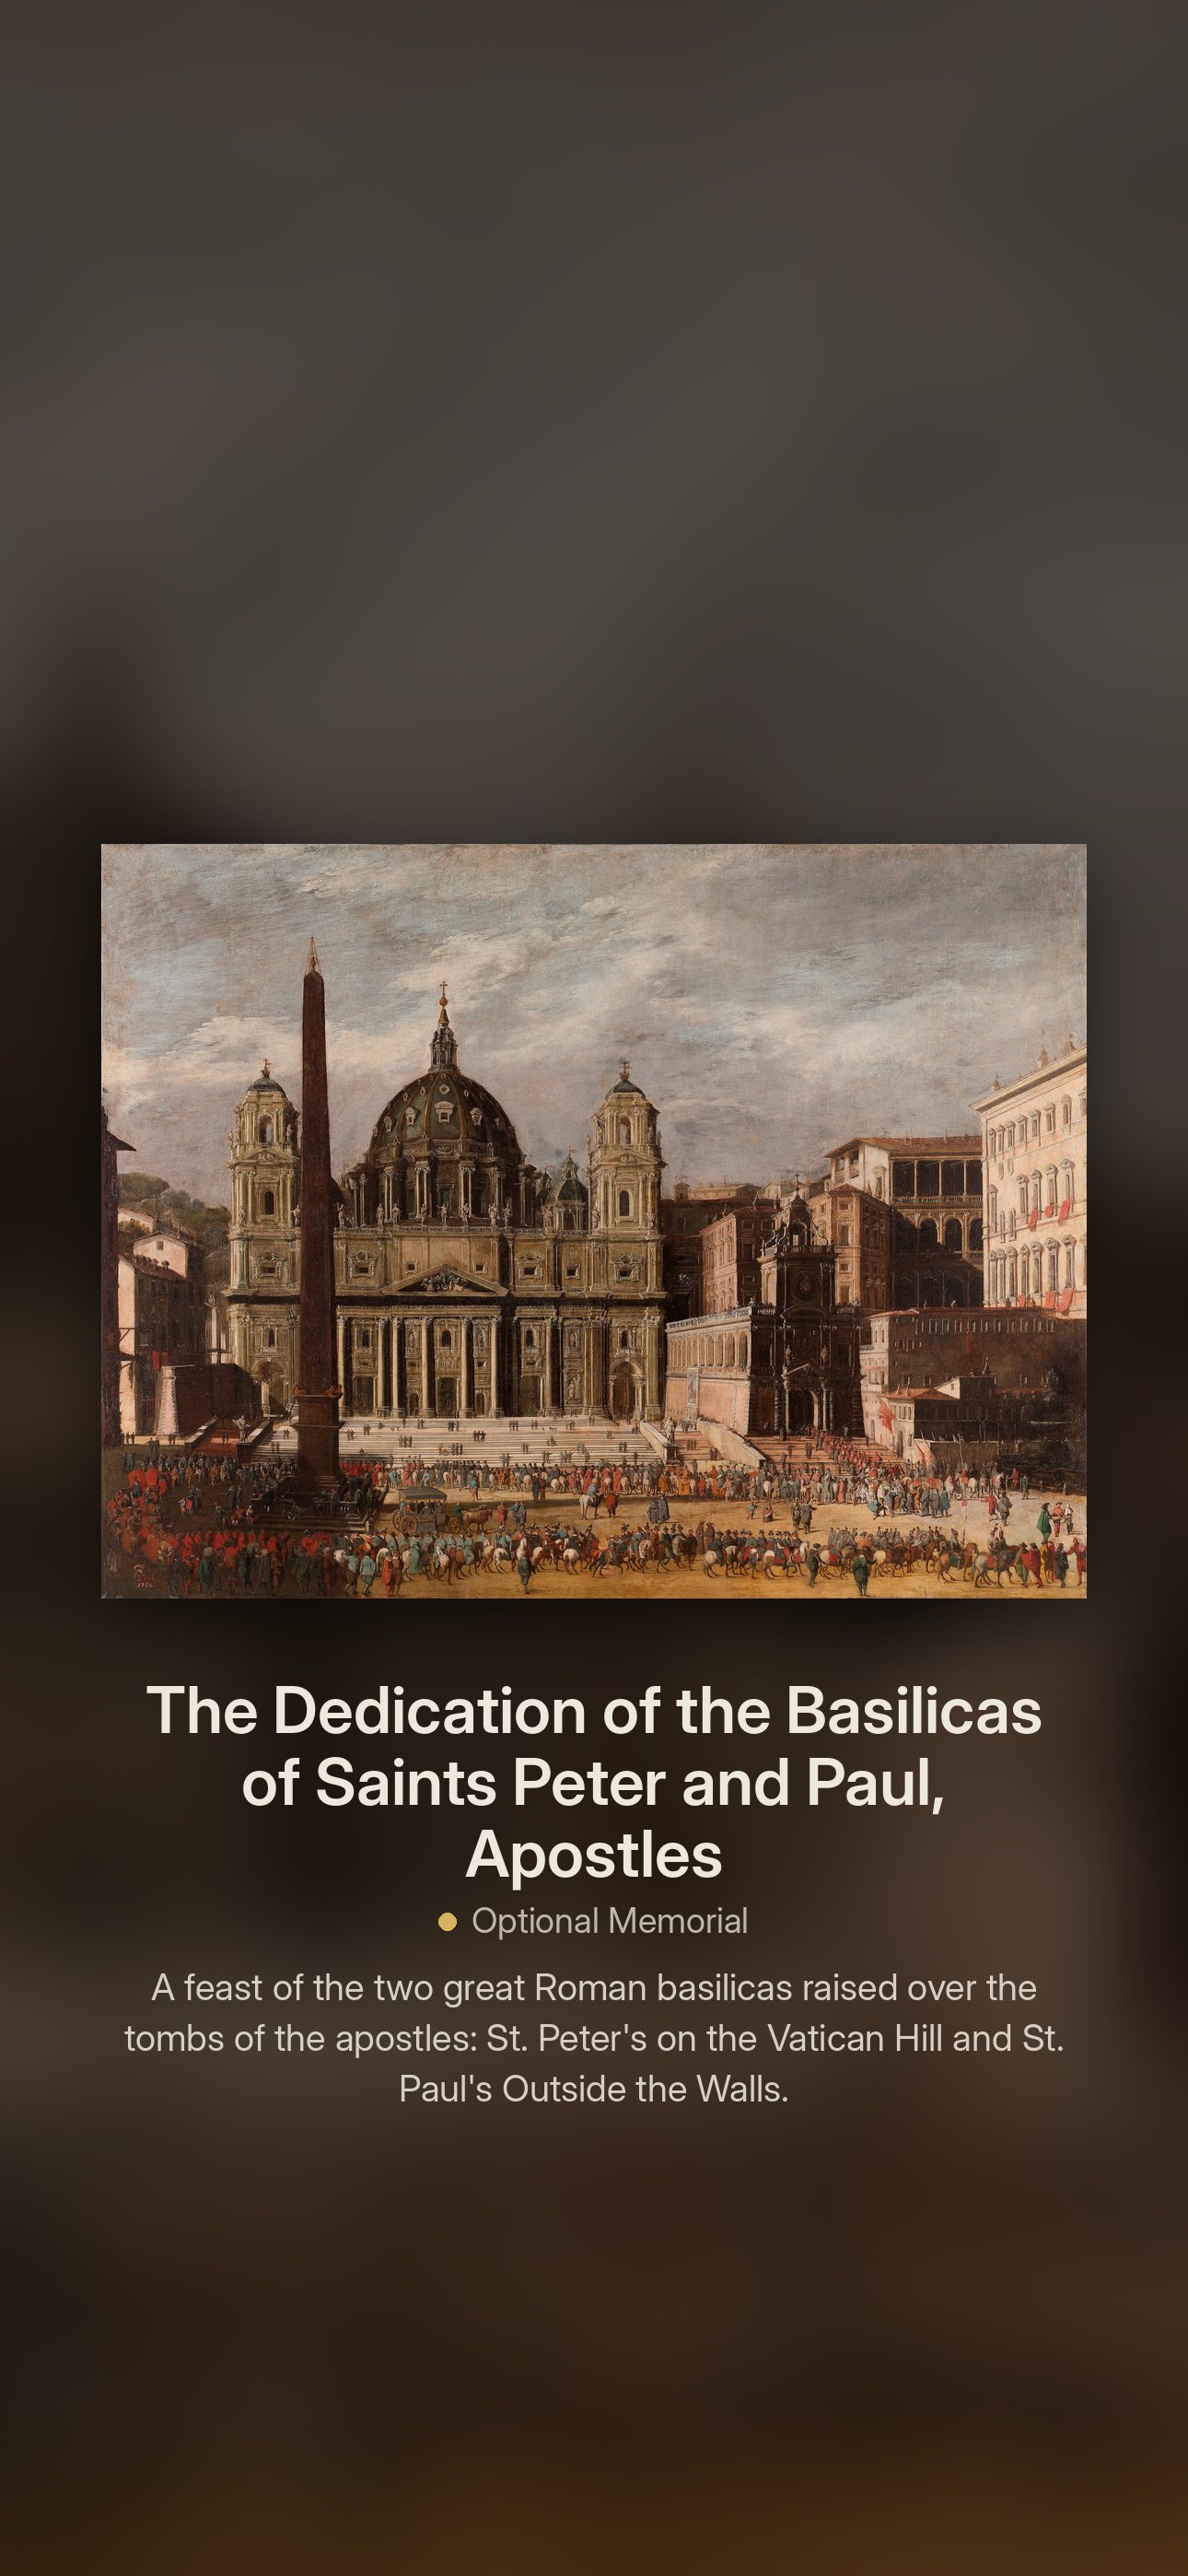 The Dedication of the Basilicas
of Saints Peter and Paul,
Apostles
Optional Memorial
A feast of the two great Roman basilicas raised over the
tombs of the apostles: St. Peter's on the Vatican Hill and St.
Paul's Outside the Walls.